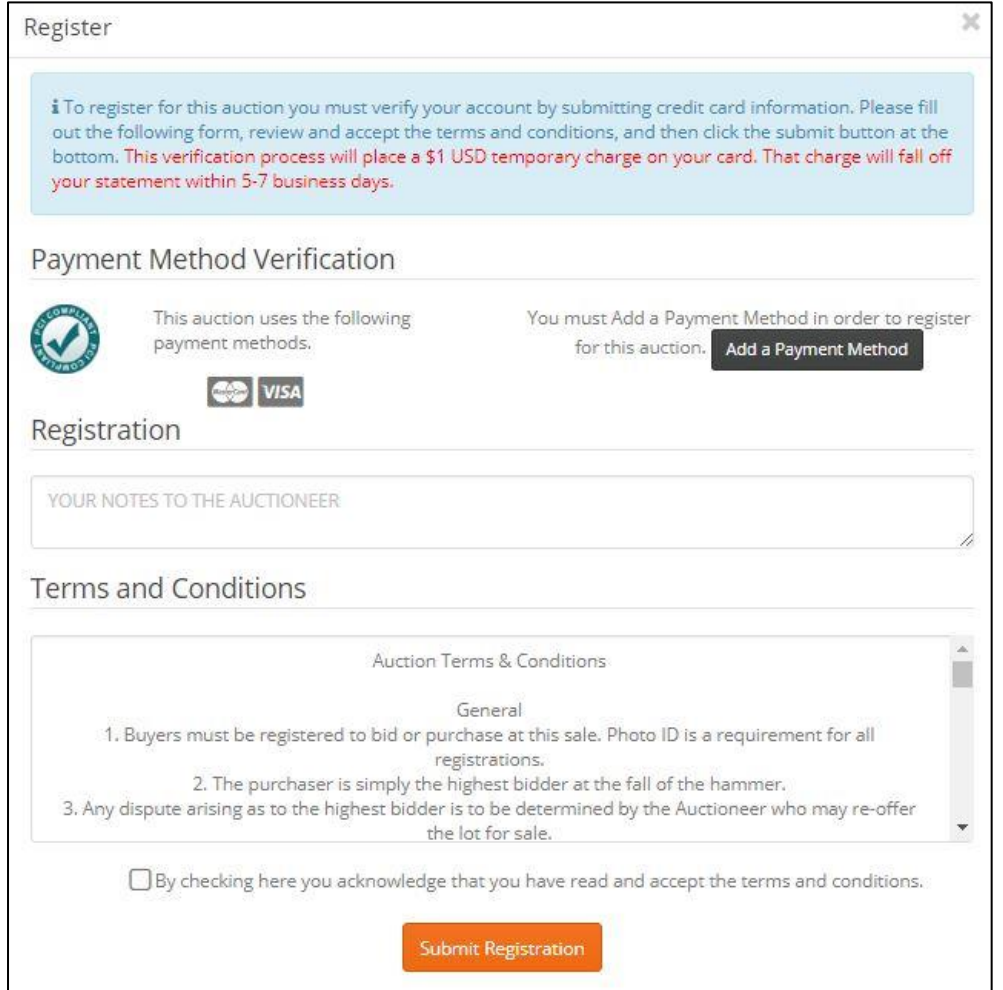 Register
To register for this auction you must verify your account by submitting credit card information. Please fill
out the following form, review and accept the terms and conditions, and then click the submit button at the
bottom. This verification process will place a $1 USD temporary charge on your card. That charge will fall off
your statement within 5-7 business days.
Payment Method Verification
PCI COMPLIANT PCI COMPLIANT
This auction uses the following
payment methods.
MasterCard VISA
You must Add a Payment Method in order to register
for this auction. Add a Payment Method
Registration
YOUR NOTES TO THE AUCTIONEER
Terms and Conditions
Auction Terms & Conditions
General
1. Buyers must be registered to bid or purchase at this sale. Photo ID is a requirement for all
registrations.
2. The purchaser is simply the highest bidder at the fall of the hammer.
3. Any dispute arising as to the highest bidder is to be determined by the Auctioneer who may re-offer
the lot for sale.
By checking here you acknowledge that you have read and accept the terms and conditions.
Submit Registration